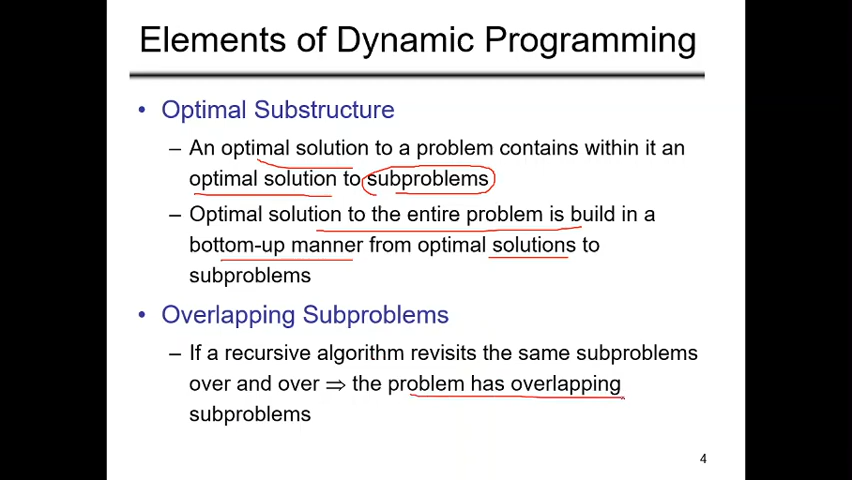 Elements of Dynamic Programming
• Optimal Substructure
– An optimal solution to a problem contains within it an
optimal solution to subproblems
– Optimal solution to the entire problem is build in a
bottom-up manner from optimal solutions to
subproblems
• Overlapping Subproblems
– If a recursive algorithm revisits the same subproblems
over and over ⇒ the problem has overlapping
subproblems
4